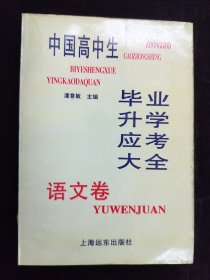 中国高中生
ZHONGGUO
GAOZHONGSHENG
BIYESHENGXUE
YINGKAODAQUAN
潘寒敏 主编
毕业
升学
应考
大全
语文卷
YUWENJUAN
上海远东出版社